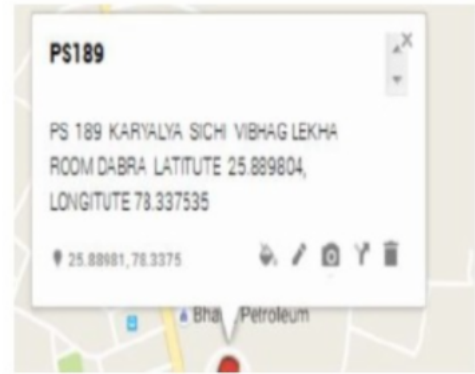 PS189
PS 189 KARYALYA SICHI VIBHAG LEKHA
ROOM DABRA LATITUTE 25.889804,
LONGITUTE 78.337535
25.88981, 78.3375
Bha Petroleum